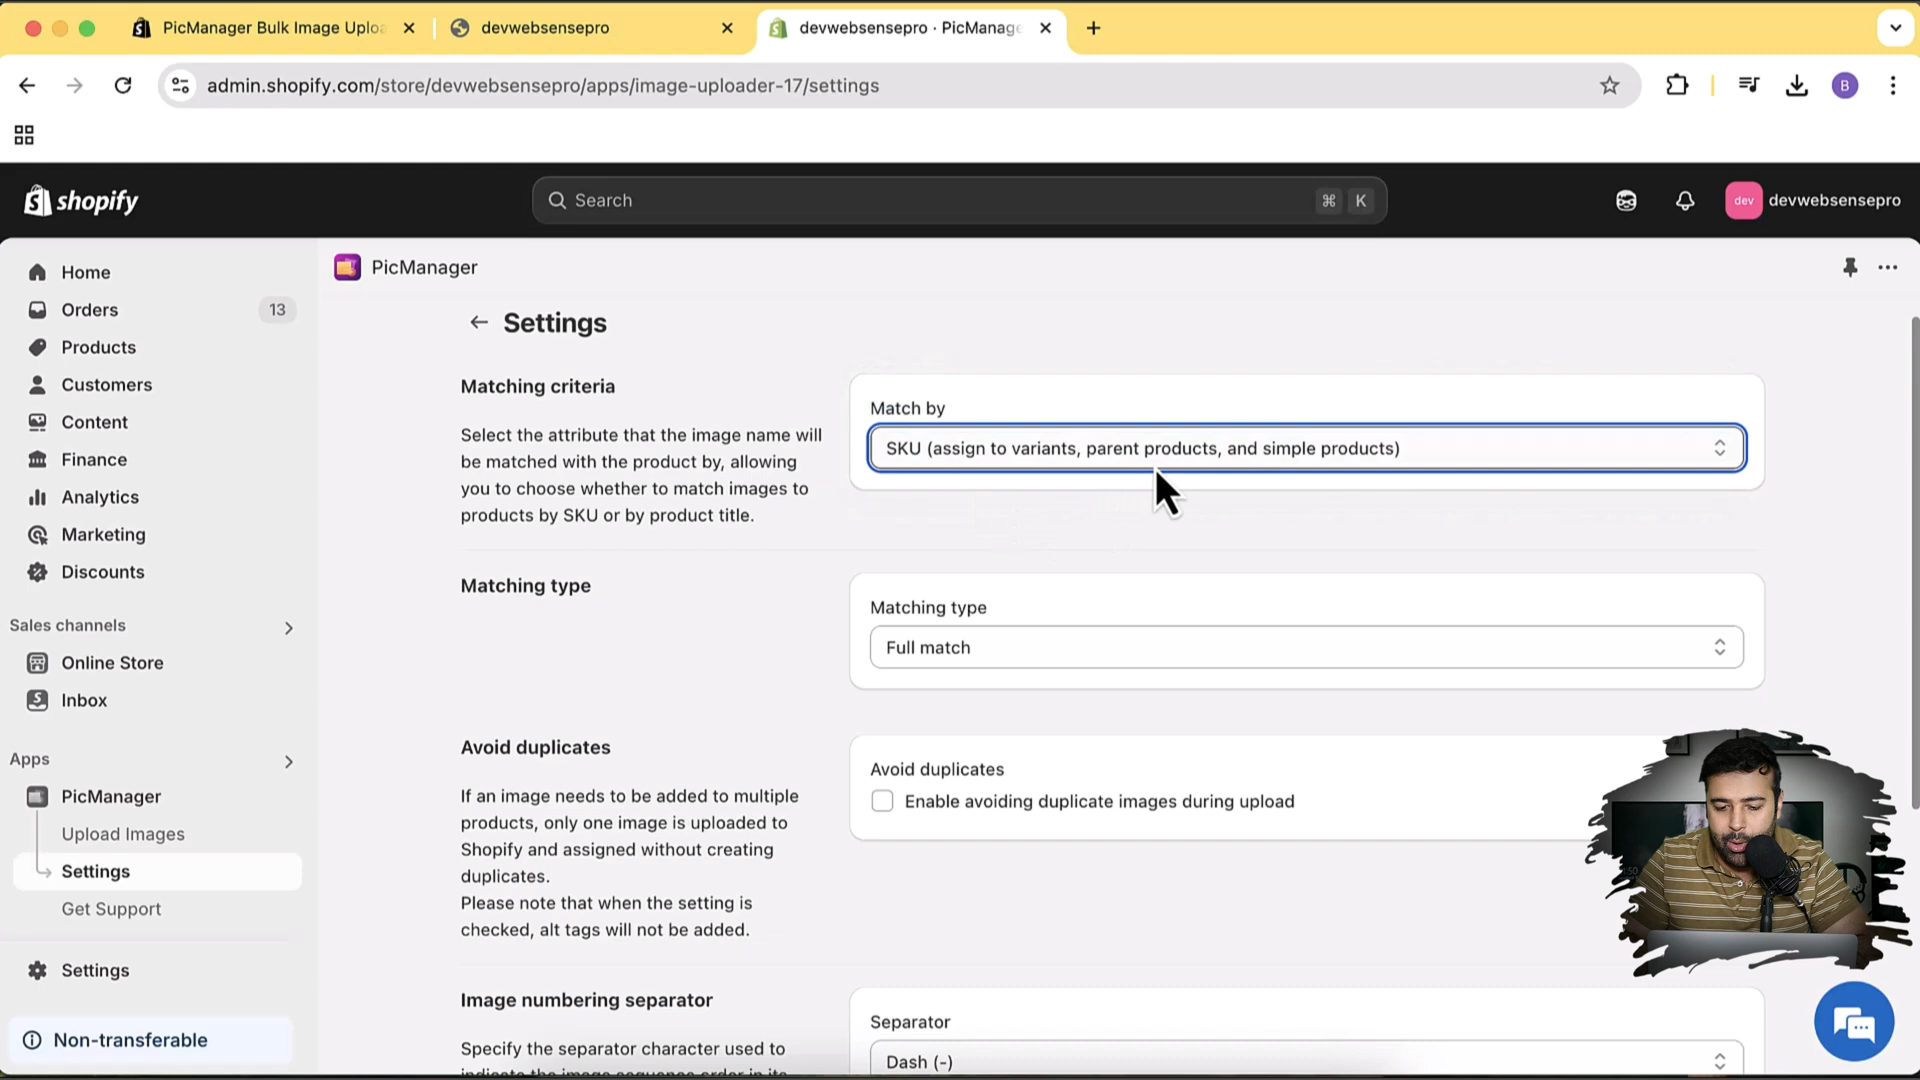 PicManager Bulk Image Uploa
devwebsensepro
devwebsensepro · PicManage
admin.shopify.com/store/devwebsensepro/apps/image-uploader-17/settings
B
shopify
Search
⌘ K
dev
devwebsensepro
Home
Orders 13
Products
Customers
Content
Finance
Analytics
Marketing
Discounts
Sales channels
Online Store
Inbox
Apps
PicManager
Upload Images
Settings
Get Support
Settings
Non-transferable
PicManager
Settings
Matching criteria
Select the attribute that the image name will
be matched with the product by, allowing
you to choose whether to match images to
products by SKU or by product title.
Match by
SKU (assign to variants, parent products, and simple products)
Matching type
Matching type
Full match
Avoid duplicates
If an image needs to be added to multiple
products, only one image is uploaded to
Shopify and assigned without creating
duplicates.
Please note that when the setting is
checked, alt tags will not be added.
Avoid duplicates
Enable avoiding duplicate images during upload
Image numbering separator
Specify the separator character used to
indicate the image sequence order in its
Separator
Dash (-)